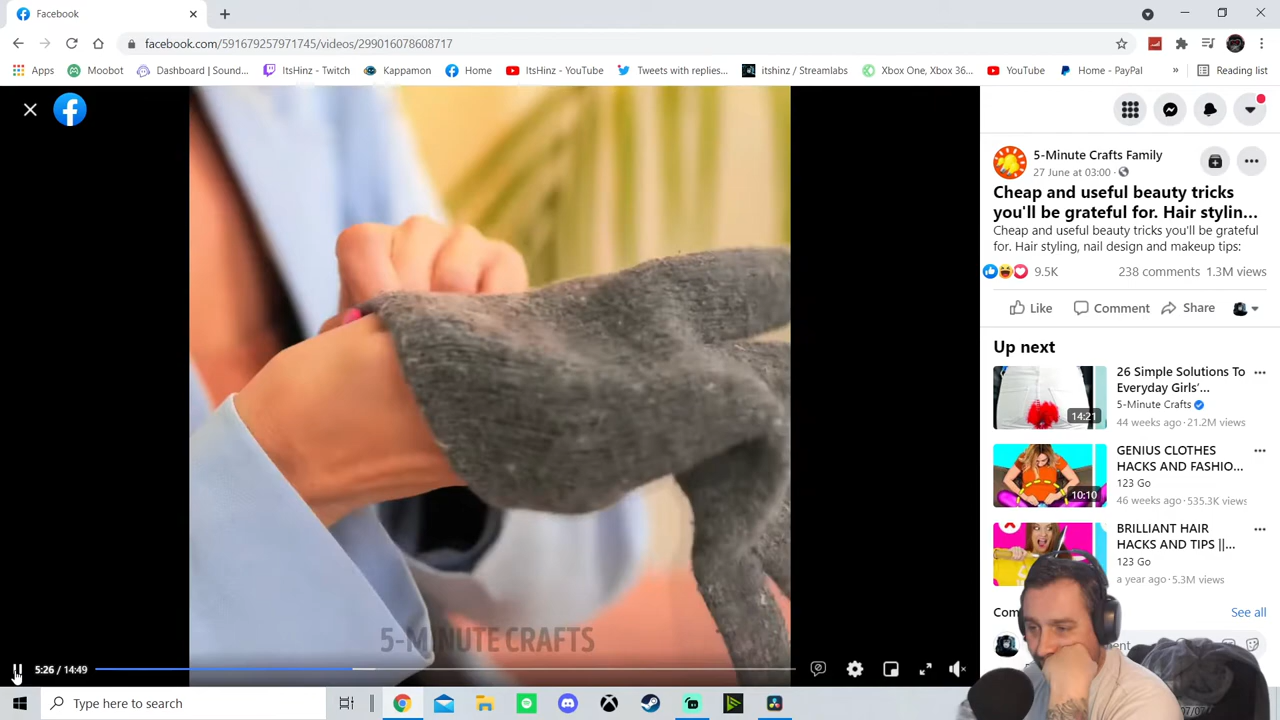 Facebook
facebook.com/591679257971745/videos/299016078608717
Apps
Moobot
Dashboard | Sound...
ItsHinz - Twitch
Kappamon
Home
ItsHinz - YouTube
Tweets with replies...
itshinz / Streamlabs
Xbox One, Xbox 36...
YouTube
Home - PayPal
»
Reading list
5-Minute Crafts Family
27 June at 03:00 ·
Cheap and useful beauty tricks
you'll be grateful for. Hair stylin...
Cheap and useful beauty tricks you'll be grateful
for. Hair styling, nail design and makeup tips:
9.5K
238 comments
1.3M views
Like
Comment
Share
Up next
26 Simple Solutions To
Everyday Girls'...
5-Minute Crafts
44 weeks ago · 21.2M views
14:21
GENIUS CLOTHES
HACKS AND FASHIO...
123 Go
46 weeks ago · 535.3K views
10:10
BRILLIANT HAIR
HACKS AND TIPS ||...
123 Go
a year ago · 5.3M views
See all
5-MINUTE CRAFTS
5:26 / 14:49
Type here to search